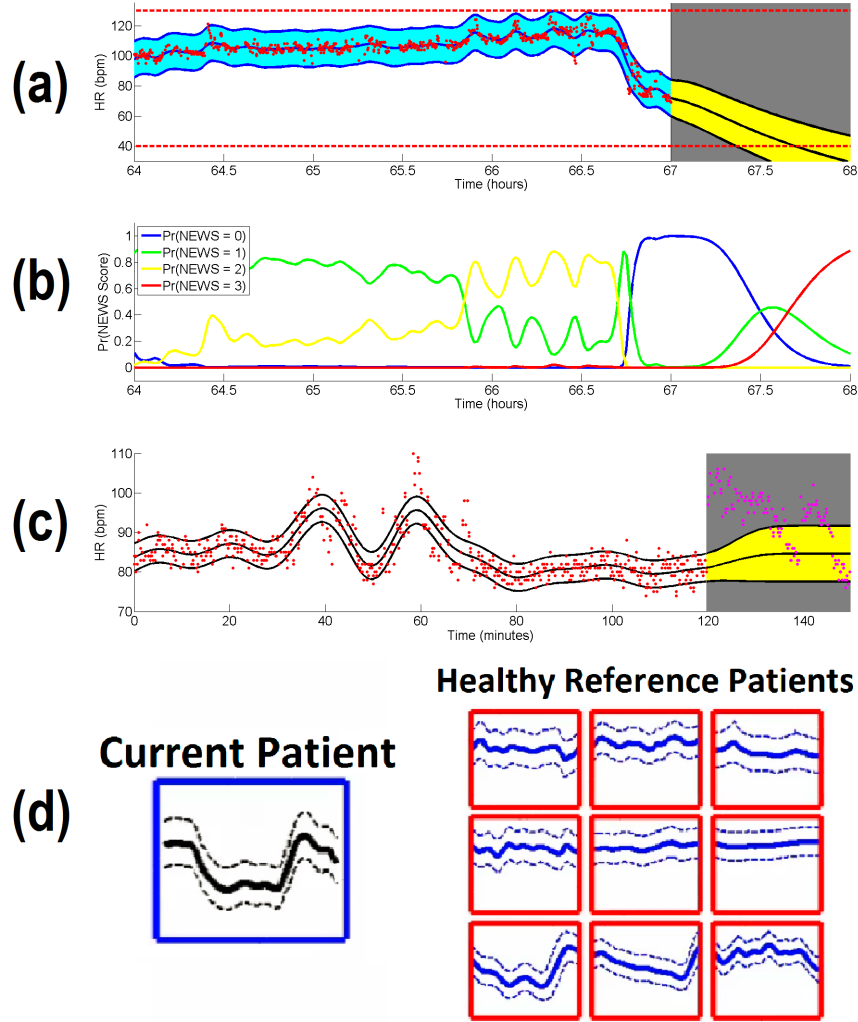 (a)
HR (bpm)
120
100
80
60
40
64 64.5 65 65.5 66 66.5 67 67.5 68
Time (hours)
(b)
Pr(NEWS Score)
1
0.8
0.6
0.4
0.2
0
Pr(NEWS = 0)
Pr(NEWS = 1)
Pr(NEWS = 2)
Pr(NEWS = 3)
64 64.5 65 65.5 66 66.5 67 67.5 68
Time (hours)
(c)
HR (bpm)
110
100
90
80
70
0 20 40 60 80 100 120 140
Time (minutes)
(d)
Current Patient
Healthy Reference Patients